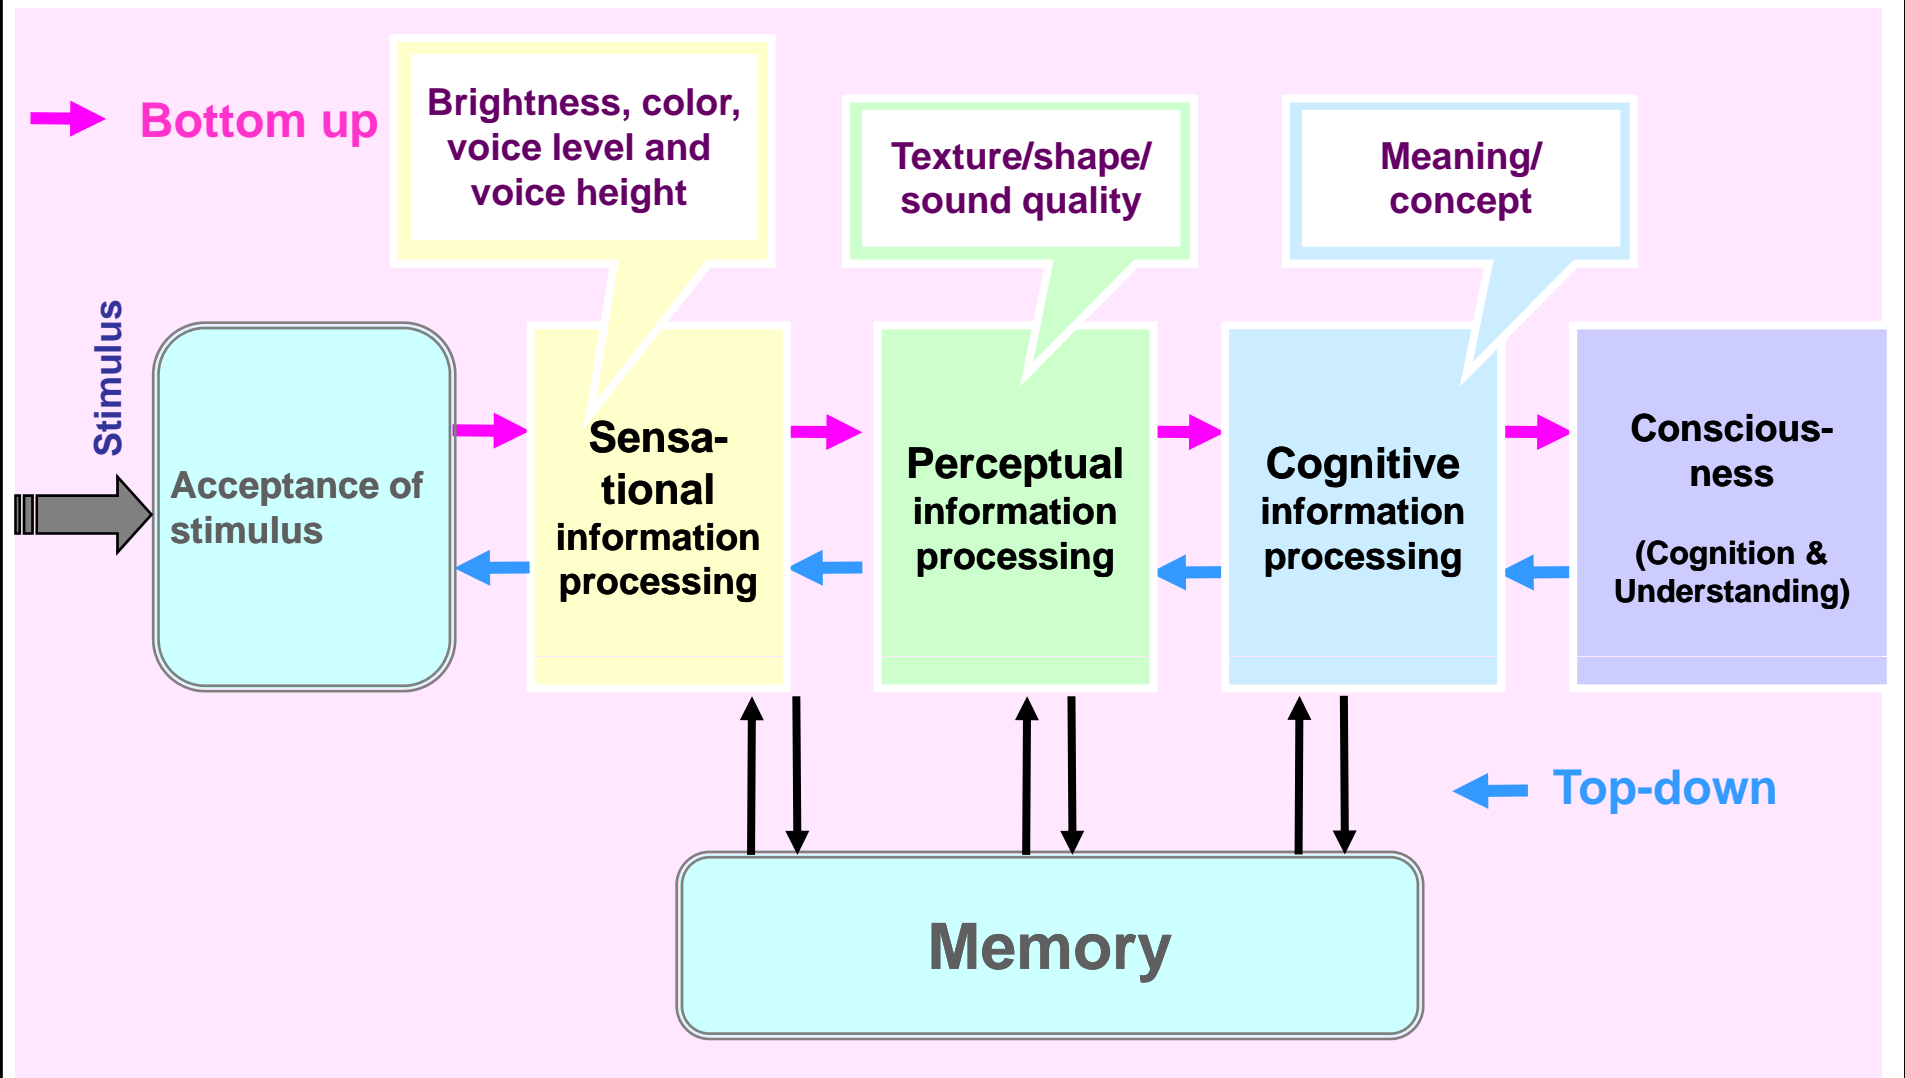 Bottom up
Brightness, color,
voice level and
voice height
Texture/shape/
sound quality
Meaning/
concept
Stimulus
Acceptance of
stimulus
Sensa-
tional
information
processing
Perceptual
information
processing
Cognitive
information
processing
Conscious-
ness
(Cognition &
Understanding)
Top-down
Memory